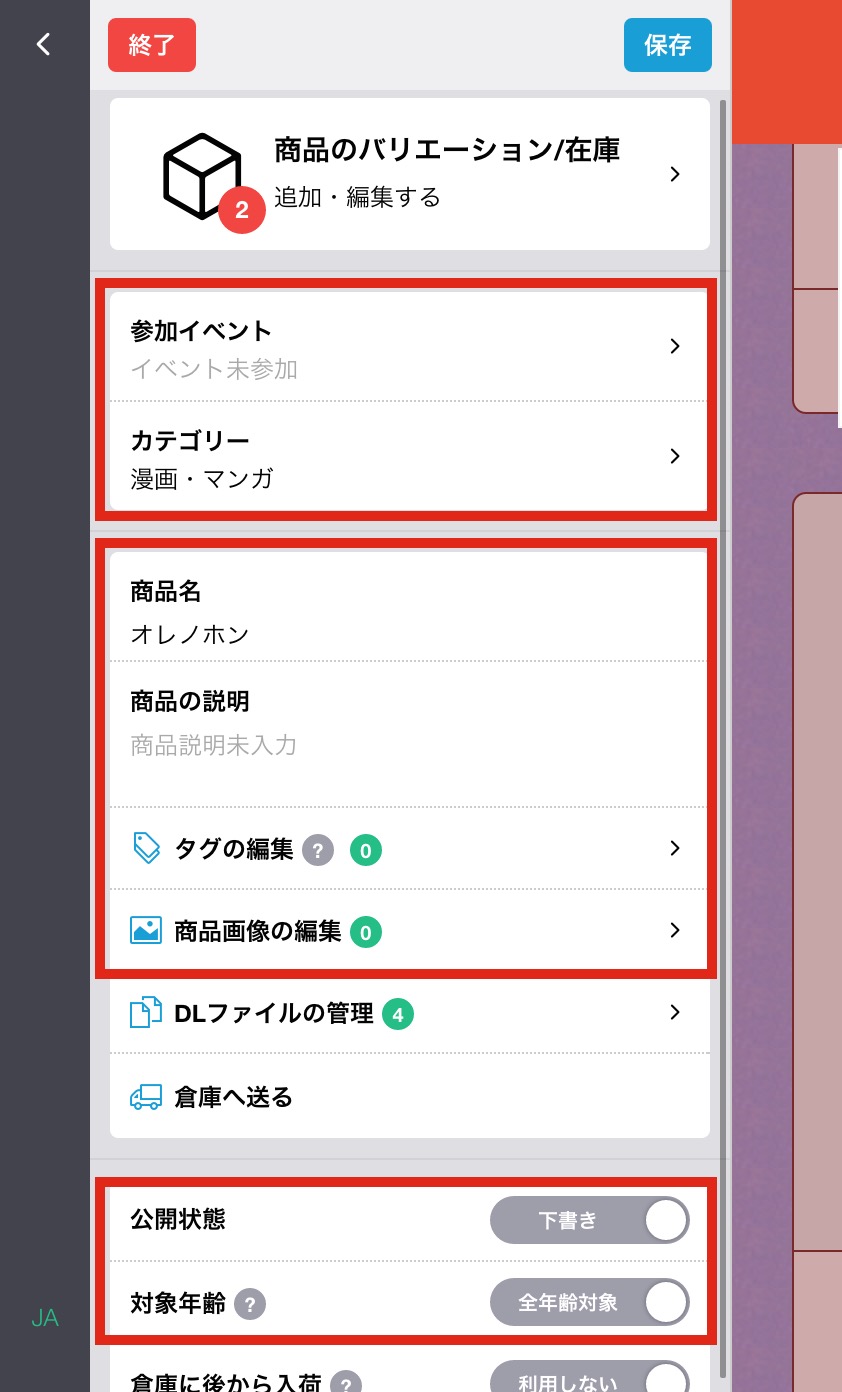 終了
保存
商品のバリエーション/在庫
2
追加・編集する
参加イベント
イベント未参加
カテゴリー
漫画・マンガ
商品名
オレノホン
商品の説明
商品説明未入力
タグの編集 ? 0
商品画像の編集 0
DLファイルの管理 4
倉庫へ送る
公開状態 下書き
対象年齢 ? 全年齢対象
JA
倉庫に後から入荷 ? 利用しない